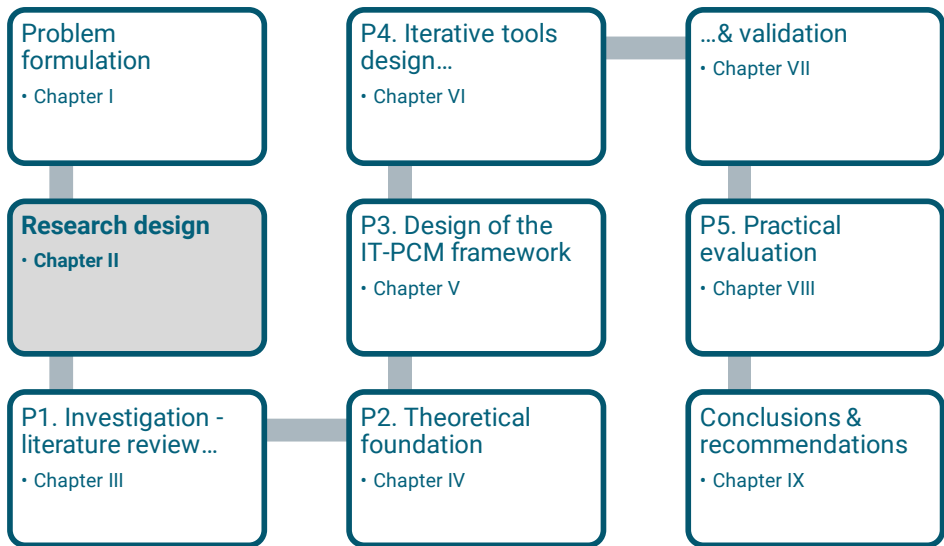 Problem
formulation
• Chapter I
Research design
• Chapter II
P1. Investigation -
literature review…
• Chapter III
P2. Theoretical
foundation
• Chapter IV
P3. Design of the
IT-PCM framework
• Chapter V
P4. Iterative tools
design…
• Chapter VI
…& validation
• Chapter VII
P5. Practical
evaluation
• Chapter VIII
Conclusions &
recommendations
• Chapter IX